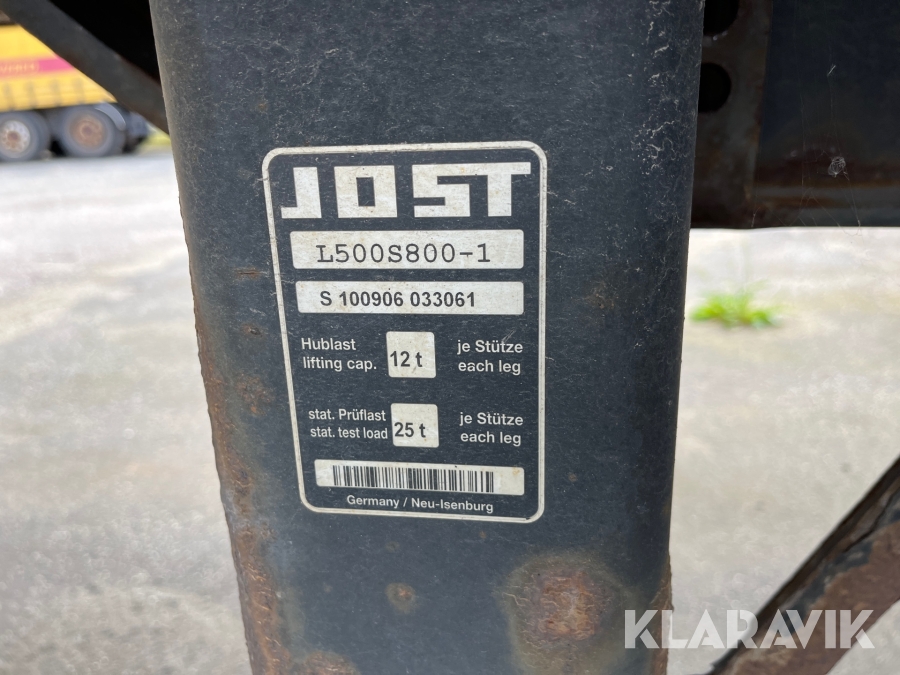 JOST
L500S800-1
S 100906 033061
Hublast
lifting cap.
12 t
je Stütze
each leg
stat. Prüflast
stat. test load
25 t
je Stütze
each leg
Germany / Neu-Isenburg
KLARAVIK